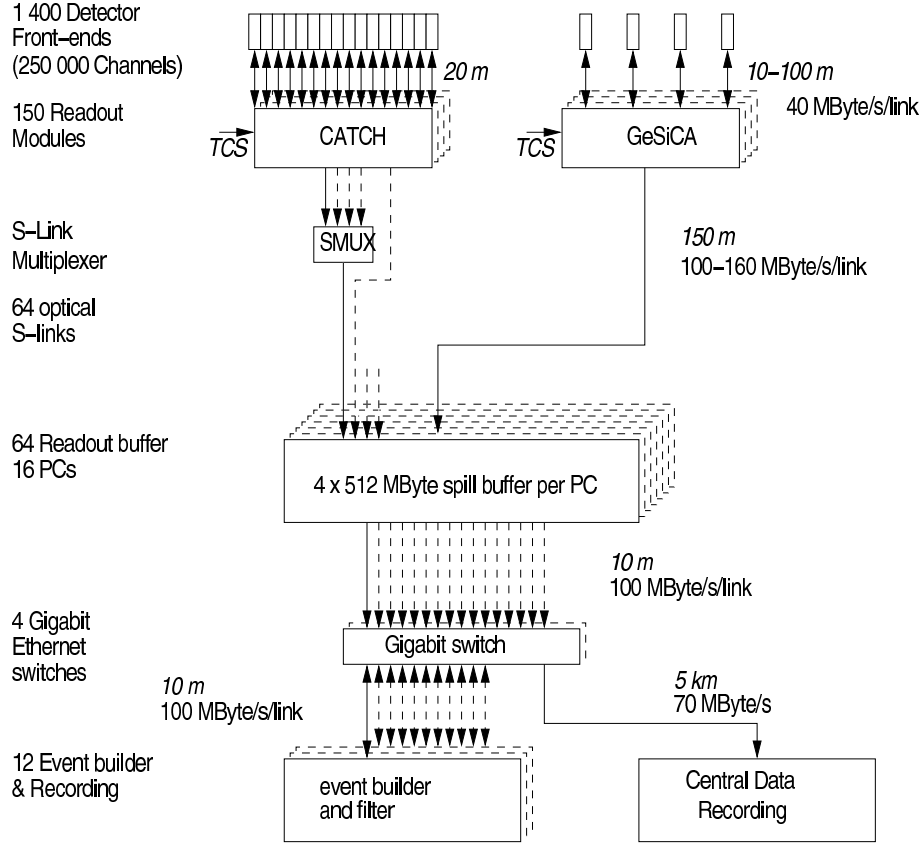 1 400 Detector
Front–ends
(250 000 Channels)
20 m
10–100 m
40 MByte/s/link
150 Readout
Modules
TCS
CATCH
TCS
GeSiCA
S–Link
Multiplexer
SMUX
150 m
100–160 MByte/s/link
64 optical
S–links
64 Readout buffer
16 PCs
4 x 512 MByte spill buffer per PC
10 m
100 MByte/s/link
4 Gigabit
Ethernet
switches
Gigabit switch
10 m
100 MByte/s/link
5 km
70 MByte/s
12 Event builder
& Recording
event builder
and filter
Central Data
Recording